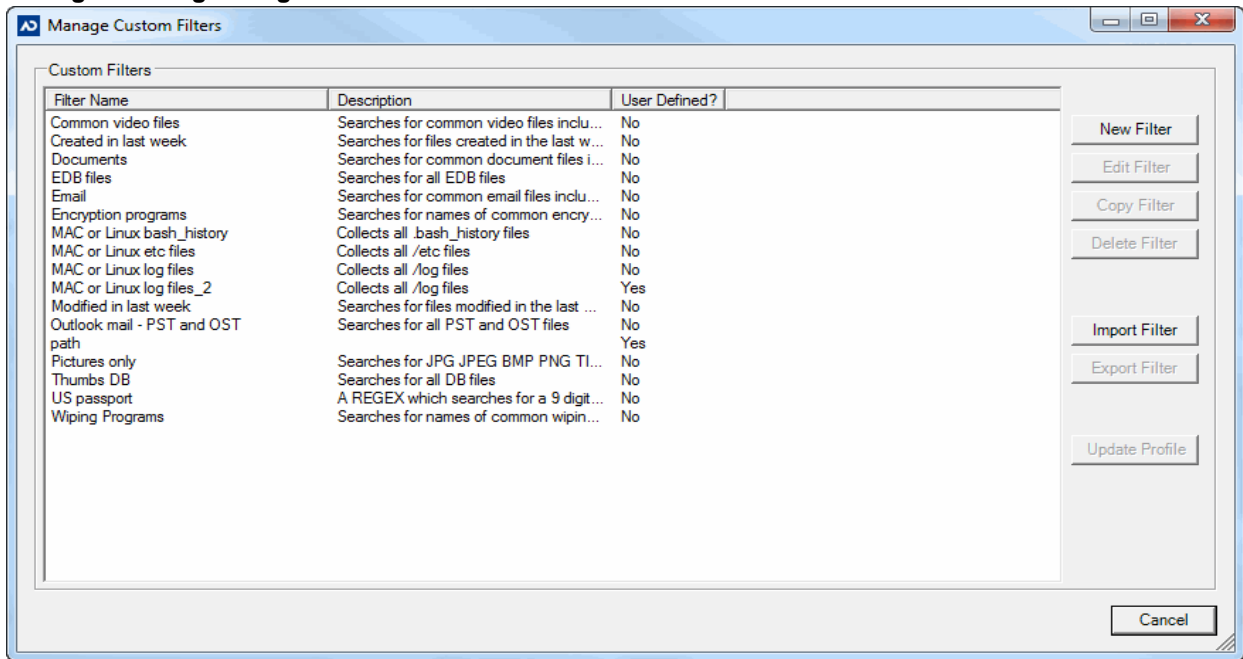 Manage Custom Filters
Custom Filters
Filter Name Description User Defined?
Common video files Searches for common video files inclu... No
Created in last week Searches for files created in the last w... No
Documents Searches for common document files i... No
EDB files Searches for all EDB files No
Email Searches for common email files inclu... No
Encryption programs Searches for names of common encry... No
MAC or Linux bash_history Collects all .bash_history files No
MAC or Linux etc files Collects all /etc files No
MAC or Linux log files Collects all /log files No
MAC or Linux log files_2 Collects all /log files Yes
Modified in last week Searches for files modified in the last ... No
Outlook mail - PST and OST Searches for all PST and OST files No
path Yes
Pictures only Searches for JPG JPEG BMP PNG TI... No
Thumbs DB Searches for all DB files No
US passport A REGEX which searches for a 9 digit... No
Wiping Programs Searches for names of common wipin... No
New Filter
Edit Filter
Copy Filter
Delete Filter
Import Filter
Export Filter
Update Profile
Cancel